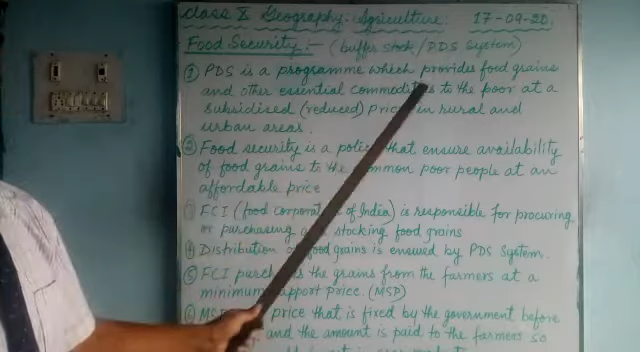 Class X Geography. Agriculture. 17-09-20.
Food Security:- (buffer stock/PDS System)
① PDS is a programme which provides food grains
and other essential commodities to the poor at a
subsidised (reduced) price in rural and
urban areas.
② Food security is a policy that ensure availability
of food grains to the common poor people at an
affordable price
FCI (food corporation of India) is responsible for procuring
or purchasing stocking food grains
④ Distribution food grains is ensured by PDS System.
⑤ FCI the grains from the farmers at a
minimum support price. (MSP)
⑥ price that is fixed by the government before
and the amount is paid to the farmers so